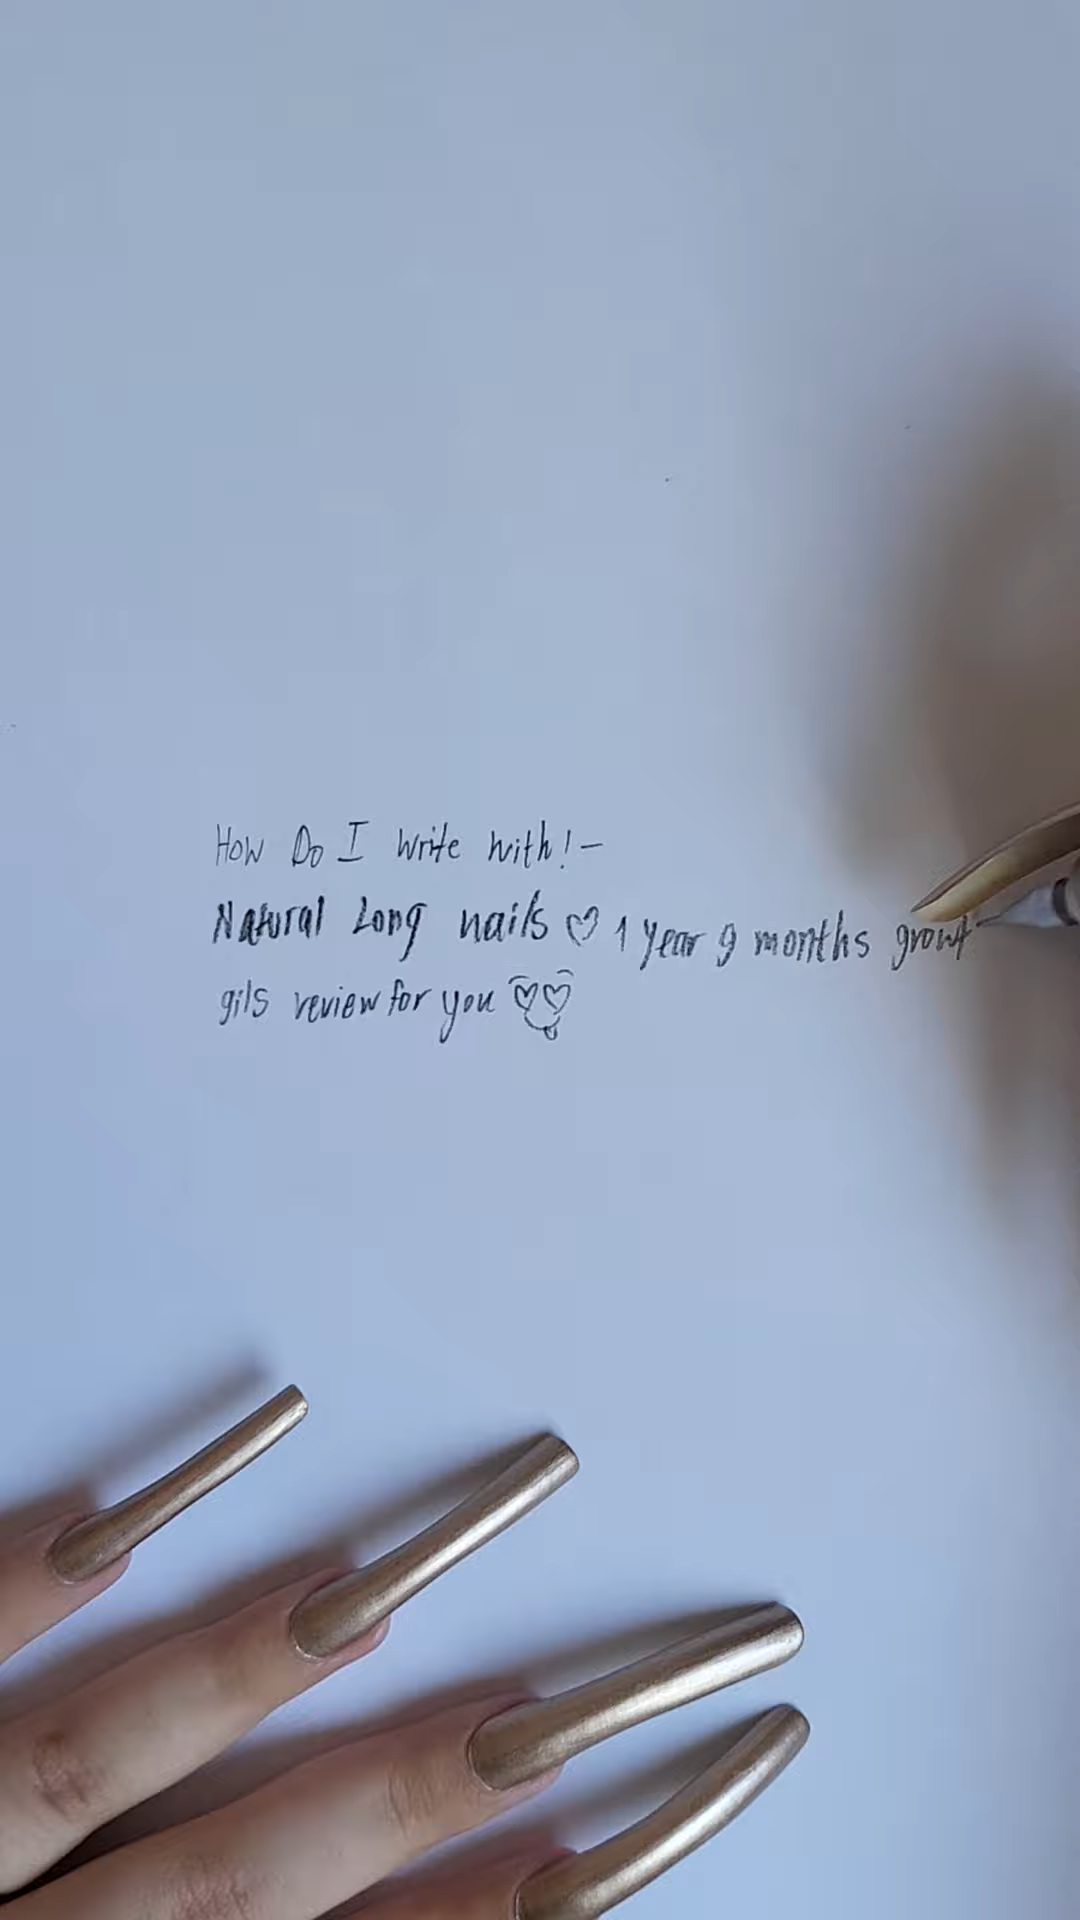 How Do I write with!-
Natural Long nails ♡ 1 year 9 months growt
gils review for you